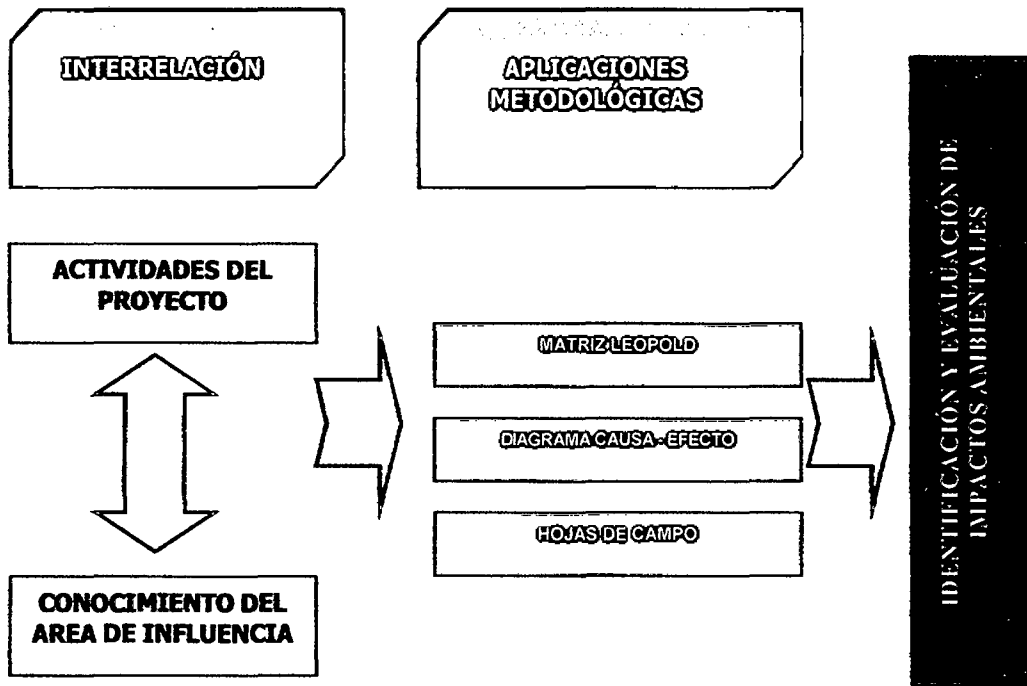 INTERRELACIÓN
APLICACIONES
METODOLÓGICAS
ACTIVIDADES DEL
PROYECTO
MATRIZ LEOPOLD
DIAGRAMA CAUSA - EFECTO
HOJAS DE CAMPO
CONOCIMIENTO DEL
AREA DE INFLUENCIA
IDENTIFICACIÓN Y EVALUACIÓN DE
IMPACTOS AMBIENTALES